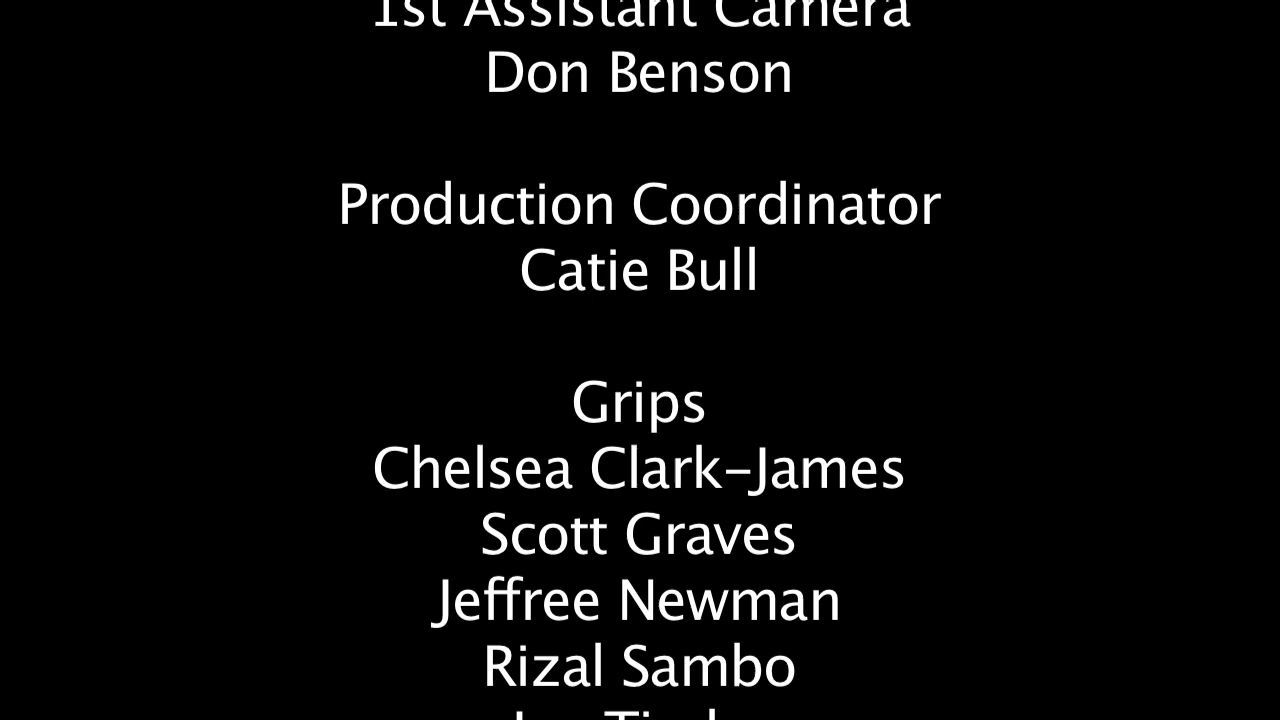 1st Assistant Camera
Don Benson
Production Coordinator
Catie Bull
Grips
Chelsea Clark-James
Scott Graves
Jeffree Newman
Rizal Sambo